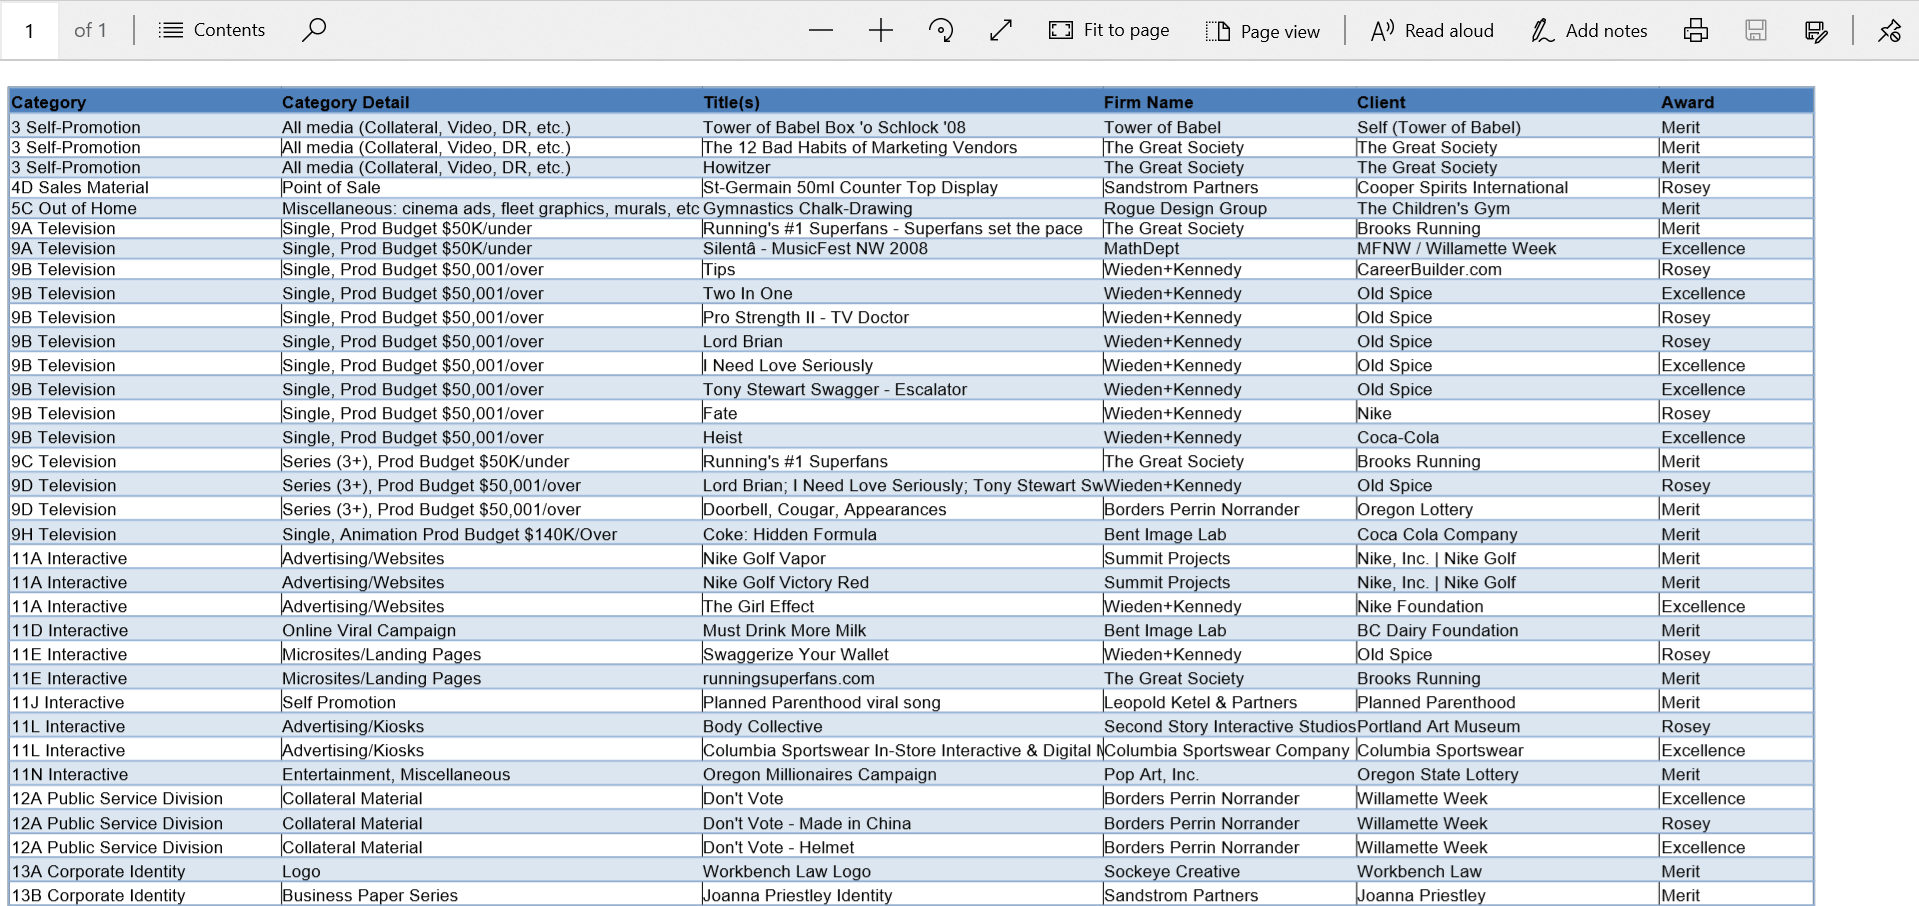 1 of 1 Contents Fit to page Page view Read aloud Add notes
Category Category Detail Title(s) Firm Name Client Award
3 Self-Promotion All media (Collateral, Video, DR, etc.) Tower of Babel Box 'o Schlock '08 Tower of Babel Self (Tower of Babel) Merit
3 Self-Promotion All media (Collateral, Video, DR, etc.) The 12 Bad Habits of Marketing Vendors The Great Society The Great Society Merit
3 Self-Promotion All media (Collateral, Video, DR, etc.) Howitzer The Great Society The Great Society Merit
4D Sales Material Point of Sale St-Germain 50ml Counter Top Display Sandstrom Partners Cooper Spirits International Rosey
5C Out of Home Miscellaneous: cinema ads, fleet graphics, murals, etc Gymnastics Chalk-Drawing Rogue Design Group The Children's Gym Merit
9A Television Single, Prod Budget $50K/under Running's #1 Superfans - Superfans set the pace The Great Society Brooks Running Merit
9A Television Single, Prod Budget $50K/under Silentâ - MusicFest NW 2008 MathDept MFNW / Willamette Week Excellence
9B Television Single, Prod Budget $50,001/over Tips Wieden+Kennedy CareerBuilder.com Rosey
9B Television Single, Prod Budget $50,001/over Two In One Wieden+Kennedy Old Spice Excellence
9B Television Single, Prod Budget $50,001/over Pro Strength II - TV Doctor Wieden+Kennedy Old Spice Rosey
9B Television Single, Prod Budget $50,001/over Lord Brian Wieden+Kennedy Old Spice Rosey
9B Television Single, Prod Budget $50,001/over I Need Love Seriously Wieden+Kennedy Old Spice Excellence
9B Television Single, Prod Budget $50,001/over Tony Stewart Swagger - Escalator Wieden+Kennedy Old Spice Excellence
9B Television Single, Prod Budget $50,001/over Fate Wieden+Kennedy Nike Rosey
9B Television Single, Prod Budget $50,001/over Heist Wieden+Kennedy Coca-Cola Excellence
9C Television Series (3+), Prod Budget $50K/under Running's #1 Superfans The Great Society Brooks Running Merit
9D Television Series (3+), Prod Budget $50,001/over Lord Brian; I Need Love Seriously; Tony Stewart Sw Wieden+Kennedy Old Spice Rosey
9D Television Series (3+), Prod Budget $50,001/over Doorbell, Cougar, Appearances Borders Perrin Norrander Oregon Lottery Merit
9H Television Single, Animation Prod Budget $140K/Over Coke: Hidden Formula Bent Image Lab Coca Cola Company Merit
11A Interactive Advertising/Websites Nike Golf Vapor Summit Projects Nike, Inc. | Nike Golf Merit
11A Interactive Advertising/Websites Nike Golf Victory Red Summit Projects Nike, Inc. | Nike Golf Merit
11A Interactive Advertising/Websites The Girl Effect Wieden+Kennedy Nike Foundation Excellence
11D Interactive Online Viral Campaign Must Drink More Milk Bent Image Lab BC Dairy Foundation Merit
11E Interactive Microsites/Landing Pages Swaggerize Your Wallet Wieden+Kennedy Old Spice Rosey
11E Interactive Microsites/Landing Pages runningsuperfans.com The Great Society Brooks Running Merit
11J Interactive Self Promotion Planned Parenthood viral song Leopold Ketel & Partners Planned Parenthood Merit
11L Interactive Advertising/Kiosks Body Collective Second Story Interactive Studios Portland Art Museum Rosey
11L Interactive Advertising/Kiosks Columbia Sportswear In-Store Interactive & Digital Columbia Sportswear Company Columbia Sportswear Excellence
11N Interactive Entertainment, Miscellaneous Oregon Millionaires Campaign Pop Art, Inc. Oregon State Lottery Merit
12A Public Service Division Collateral Material Don't Vote Borders Perrin Norrander Willamette Week Excellence
12A Public Service Division Collateral Material Don't Vote - Made in China Borders Perrin Norrander Willamette Week Rosey
12A Public Service Division Collateral Material Don't Vote - Helmet Borders Perrin Norrander Willamette Week Excellence
13A Corporate Identity Logo Workbench Law Logo Sockeye Creative Workbench Law Merit
13B Corporate Identity Business Paper Series Joanna Priestley Identity Sandstrom Partners Joanna Priestley Merit